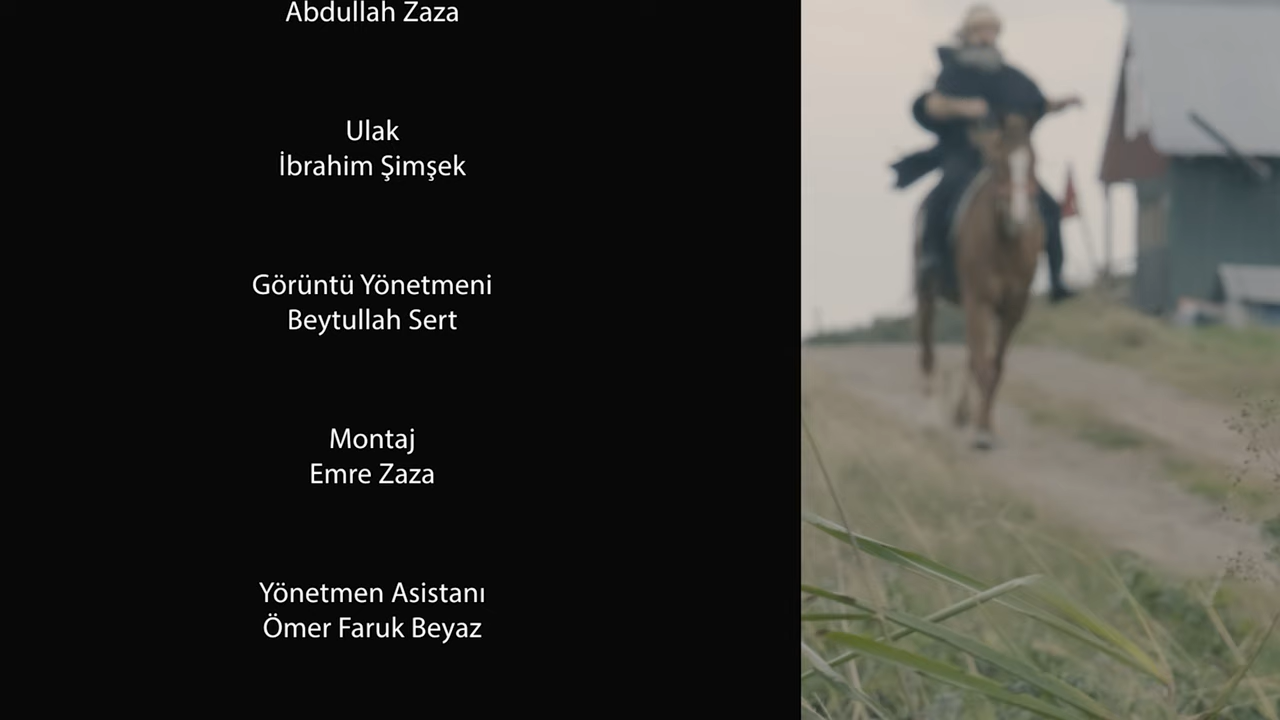 Abdullah Zaza
Ulak
İbrahim Şimşek
Görüntü Yönetmeni
Beytullah Sert
Montaj
Emre Zaza
Yönetmen Asistanı
Ömer Faruk Beyaz